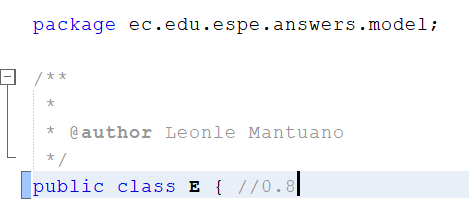 package ec.edu.espe.answers.model;
/**
*
* @author Leonle Mantuano
*/
public class E { //0.8